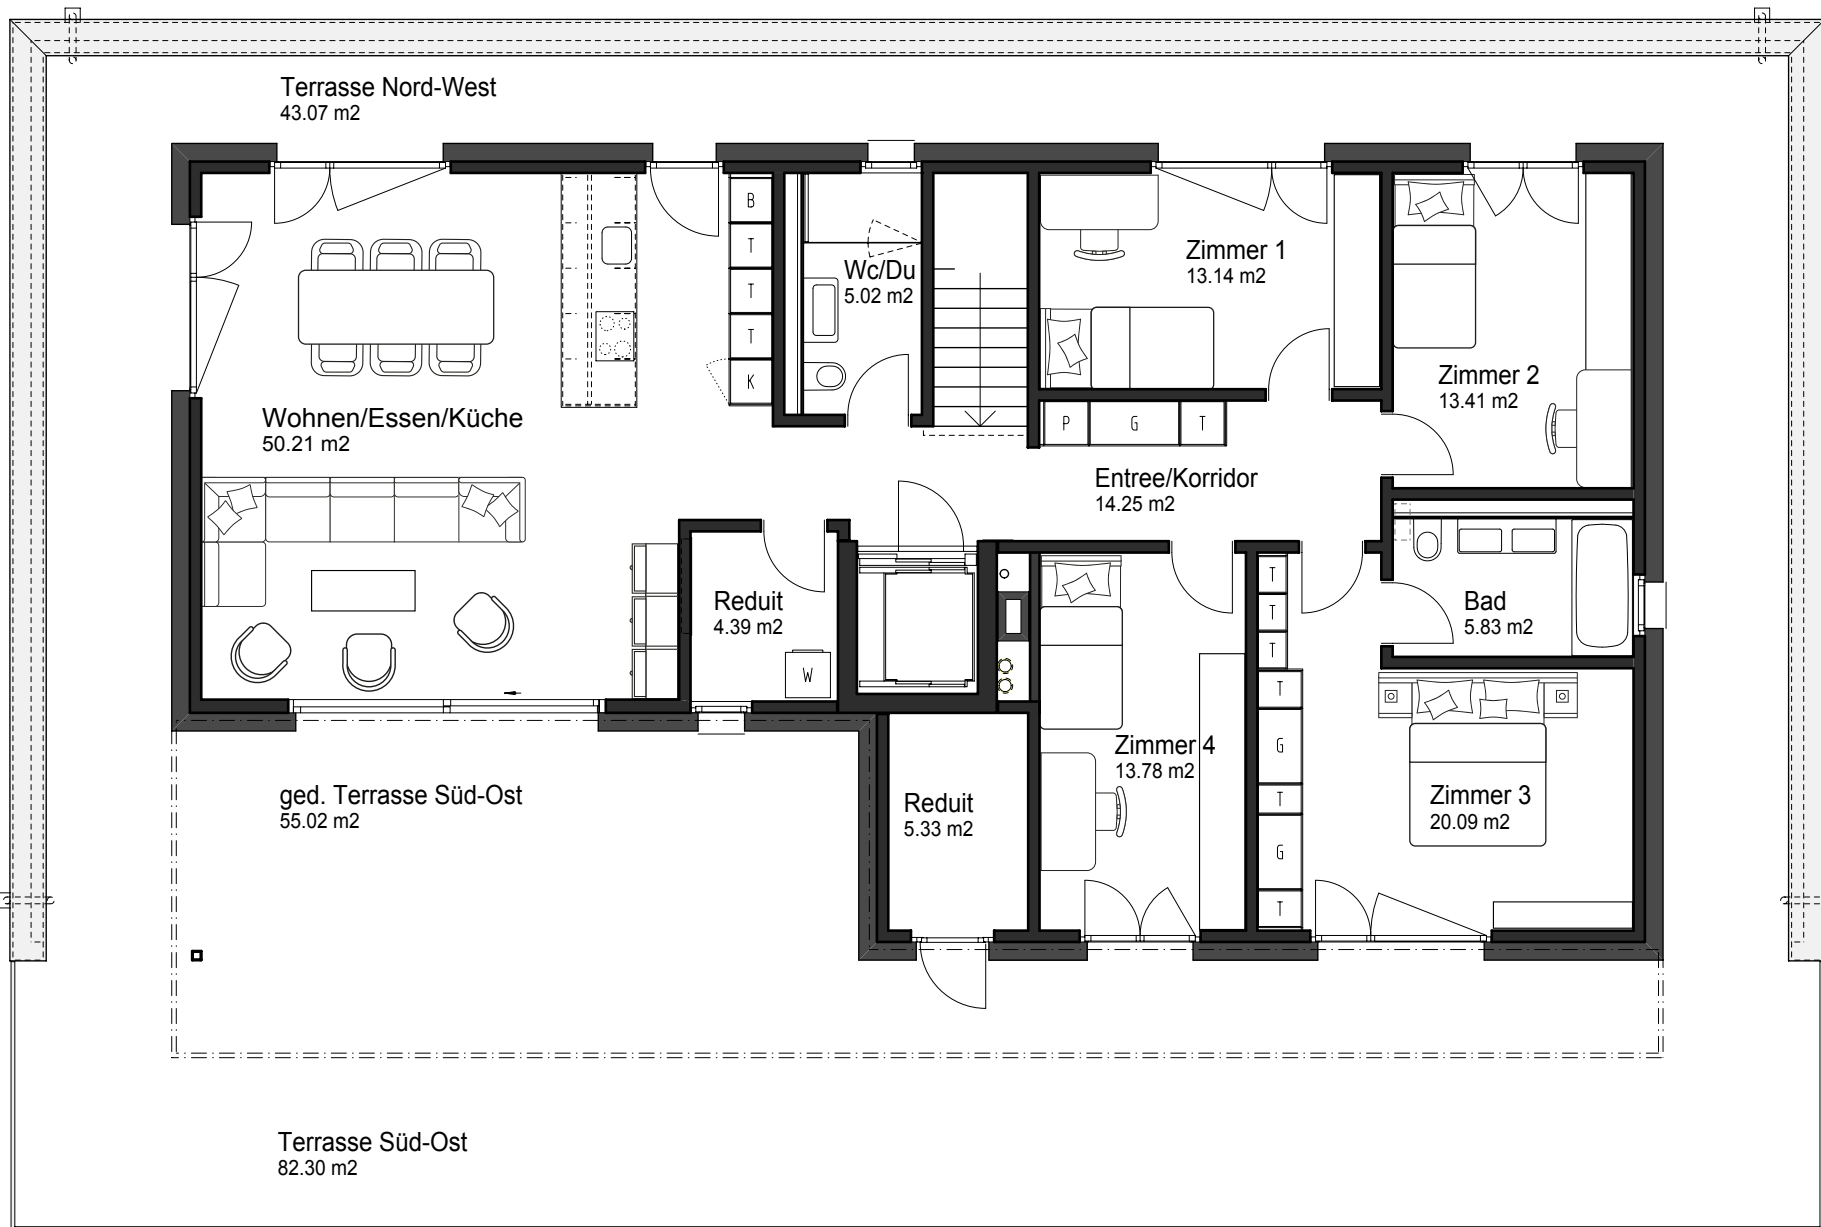 Terrasse Nord-West
43.07 m2
B
T
T
T
K
Wc/Du
5.02 m2
Zimmer 1
13.14 m2
Zimmer 2
13.41 m2
Wohnen/Essen/Küche
50.21 m2
P
G
T
Entree/Korridor
14.25 m2
Reduit
4.39 m2
W
T
T
T
T
G
T
G
T
Bad
5.83 m2
Zimmer 4
13.78 m2
Zimmer 3
20.09 m2
ged. Terrasse Süd-Ost
55.02 m2
Reduit
5.33 m2
Terrasse Süd-Ost
82.30 m2